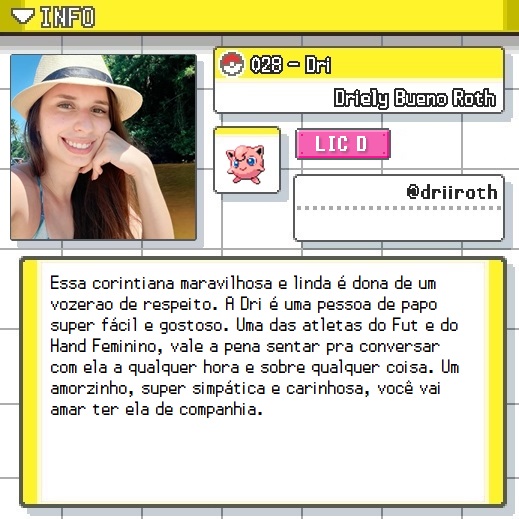 INFO
028 - Dri
Driely Bueno Roth
LIC D
@driiroth
Essa corintiana maravilhosa e linda é dona de um
vozerao de respeito. A Dri é uma pessoa de papo
super fácil e gostoso. Uma das atletas do Fut e do
Hand Feminino, vale a pena sentar pra conversar
com ela a qualquer hora e sobre qualquer coisa. Um
amorzinho, super simpática e carinhosa, você vai
amar ter ela de companhia.